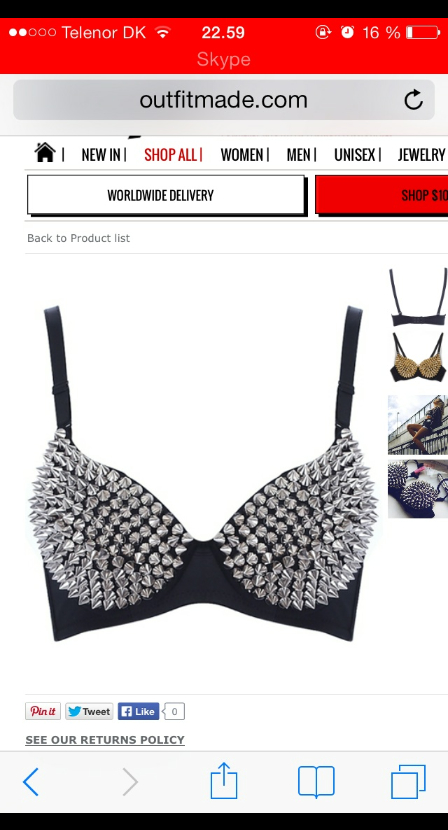 Telenor DK 22.59 16 %
Skype
outfitmade.com
NEW IN | SHOP ALL | WOMEN | MEN | UNISEX | JEWELRY
WORLDWIDE DELIVERY SHOP $10
Back to Product list
Pin it Tweet Like 0
SEE OUR RETURNS POLICY